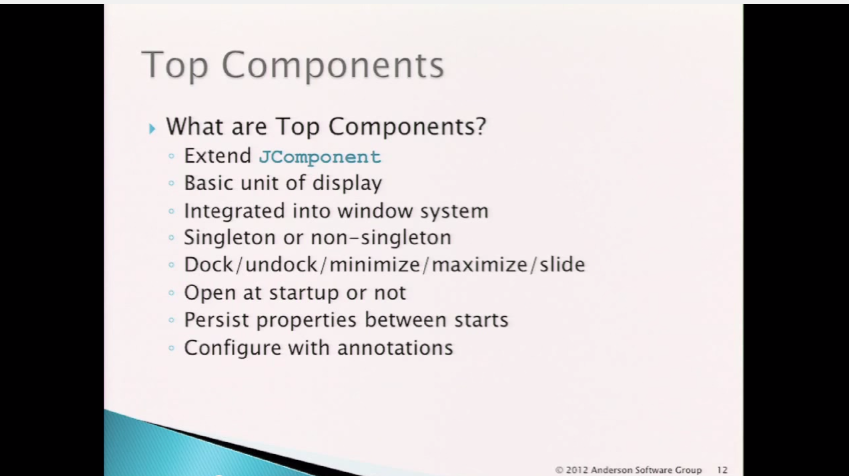 Top Components
What are Top Components?
Extend JComponent
Basic unit of display
Integrated into window system
Singleton or non-singleton
Dock/undock/minimize/maximize/slide
Open at startup or not
Persist properties between starts
Configure with annotations
© 2012 Anderson Software Group 12